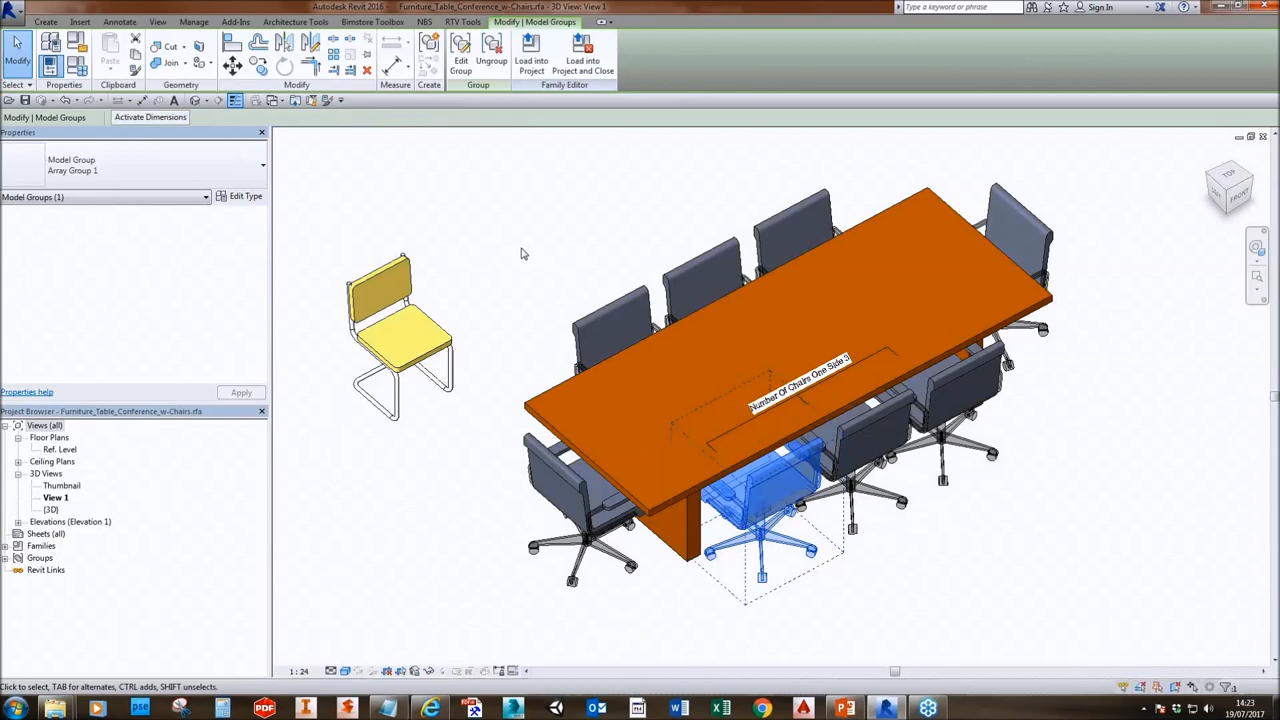 Autodesk Revit 2016 - Furniture_Table_Conference_w-Chairs.rfa - 3D View: View 1
Type a keyword or phrase
Sign In
Create Insert Annotate View Manage Add-Ins Architecture Tools Bimstore Toolbox NBS RTV Tools Modify | Model Groups
Modify
Paste
Cut
Join
Edit Group
Ungroup
Load into Project
Load into Project and Close
Select Properties Clipboard Geometry Modify Measure Create Group Family Editor
Modify | Model Groups
Activate Dimensions
Properties
Model Group
Array Group 1
Model Groups (1)
Edit Type
Properties help
Apply
Project Browser - Furniture_Table_Conference_w-Chairs.rfa
Views (all)
Floor Plans
Ref. Level
Ceiling Plans
3D Views
Thumbnail
View 1
{3D}
Elevations (Elevation 1)
Sheets (all)
Families
Groups
Revit Links
TOP
FRONT
Number Of Chairs One Side 3
1 : 24
Click to select, TAB for alternates, CTRL adds, SHIFT unselects.
:1
14:23
19/07/2017